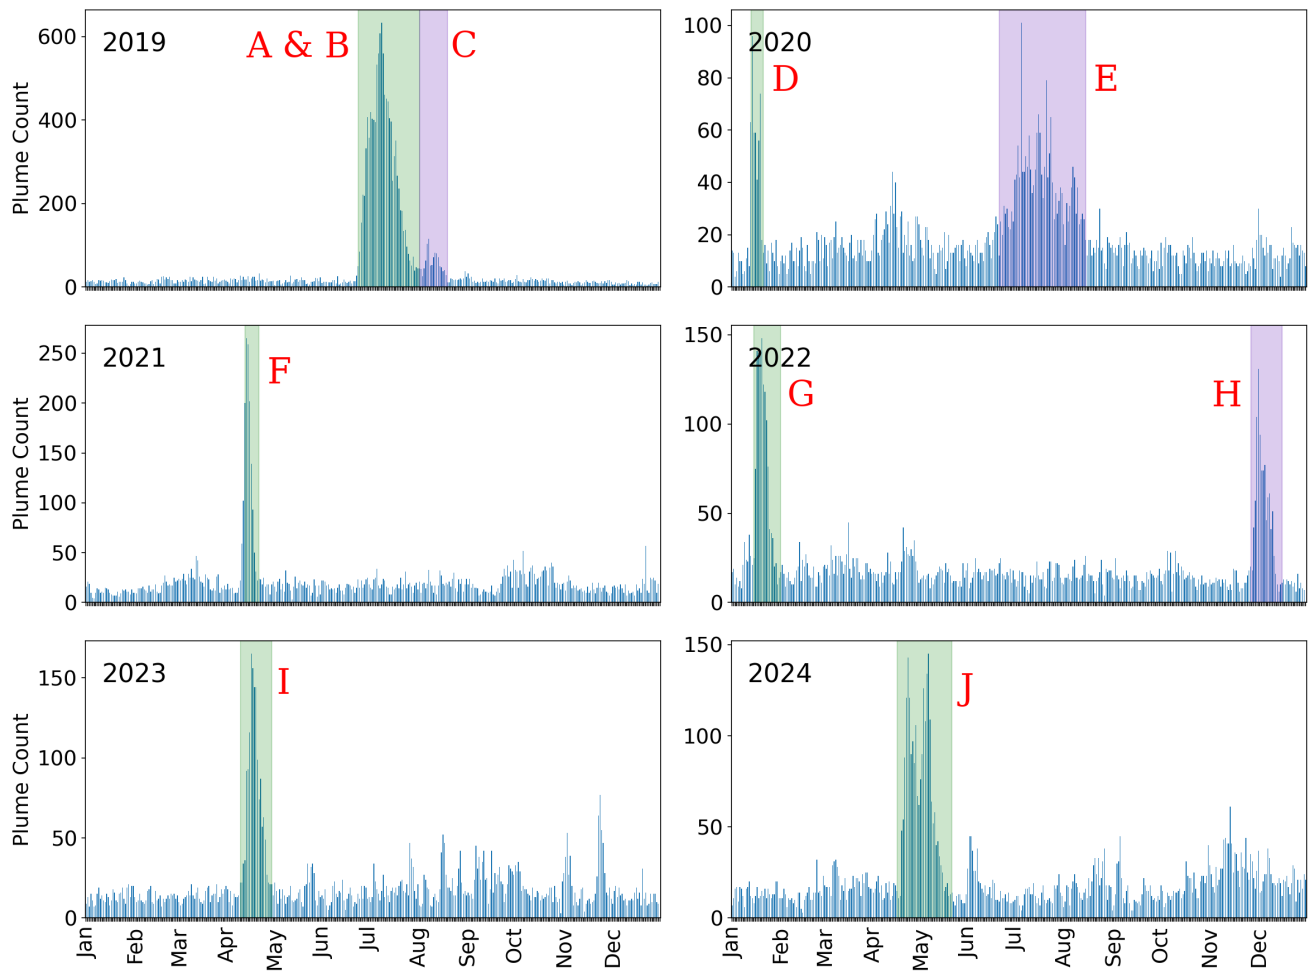 2019
A & B
C
Plume Count
600
400
200
0
2020
D
E
100
80
60
40
20
0
2021
F
Plume Count
250
200
150
100
50
0
2022
G
H
150
100
50
0
2023
I
Plume Count
150
100
50
0
Jan
Feb
Mar
Apr
May
Jun
Jul
Aug
Sep
Oct
Nov
Dec
2024
J
150
100
50
0
Jan
Feb
Mar
Apr
May
Jun
Jul
Aug
Sep
Oct
Nov
Dec